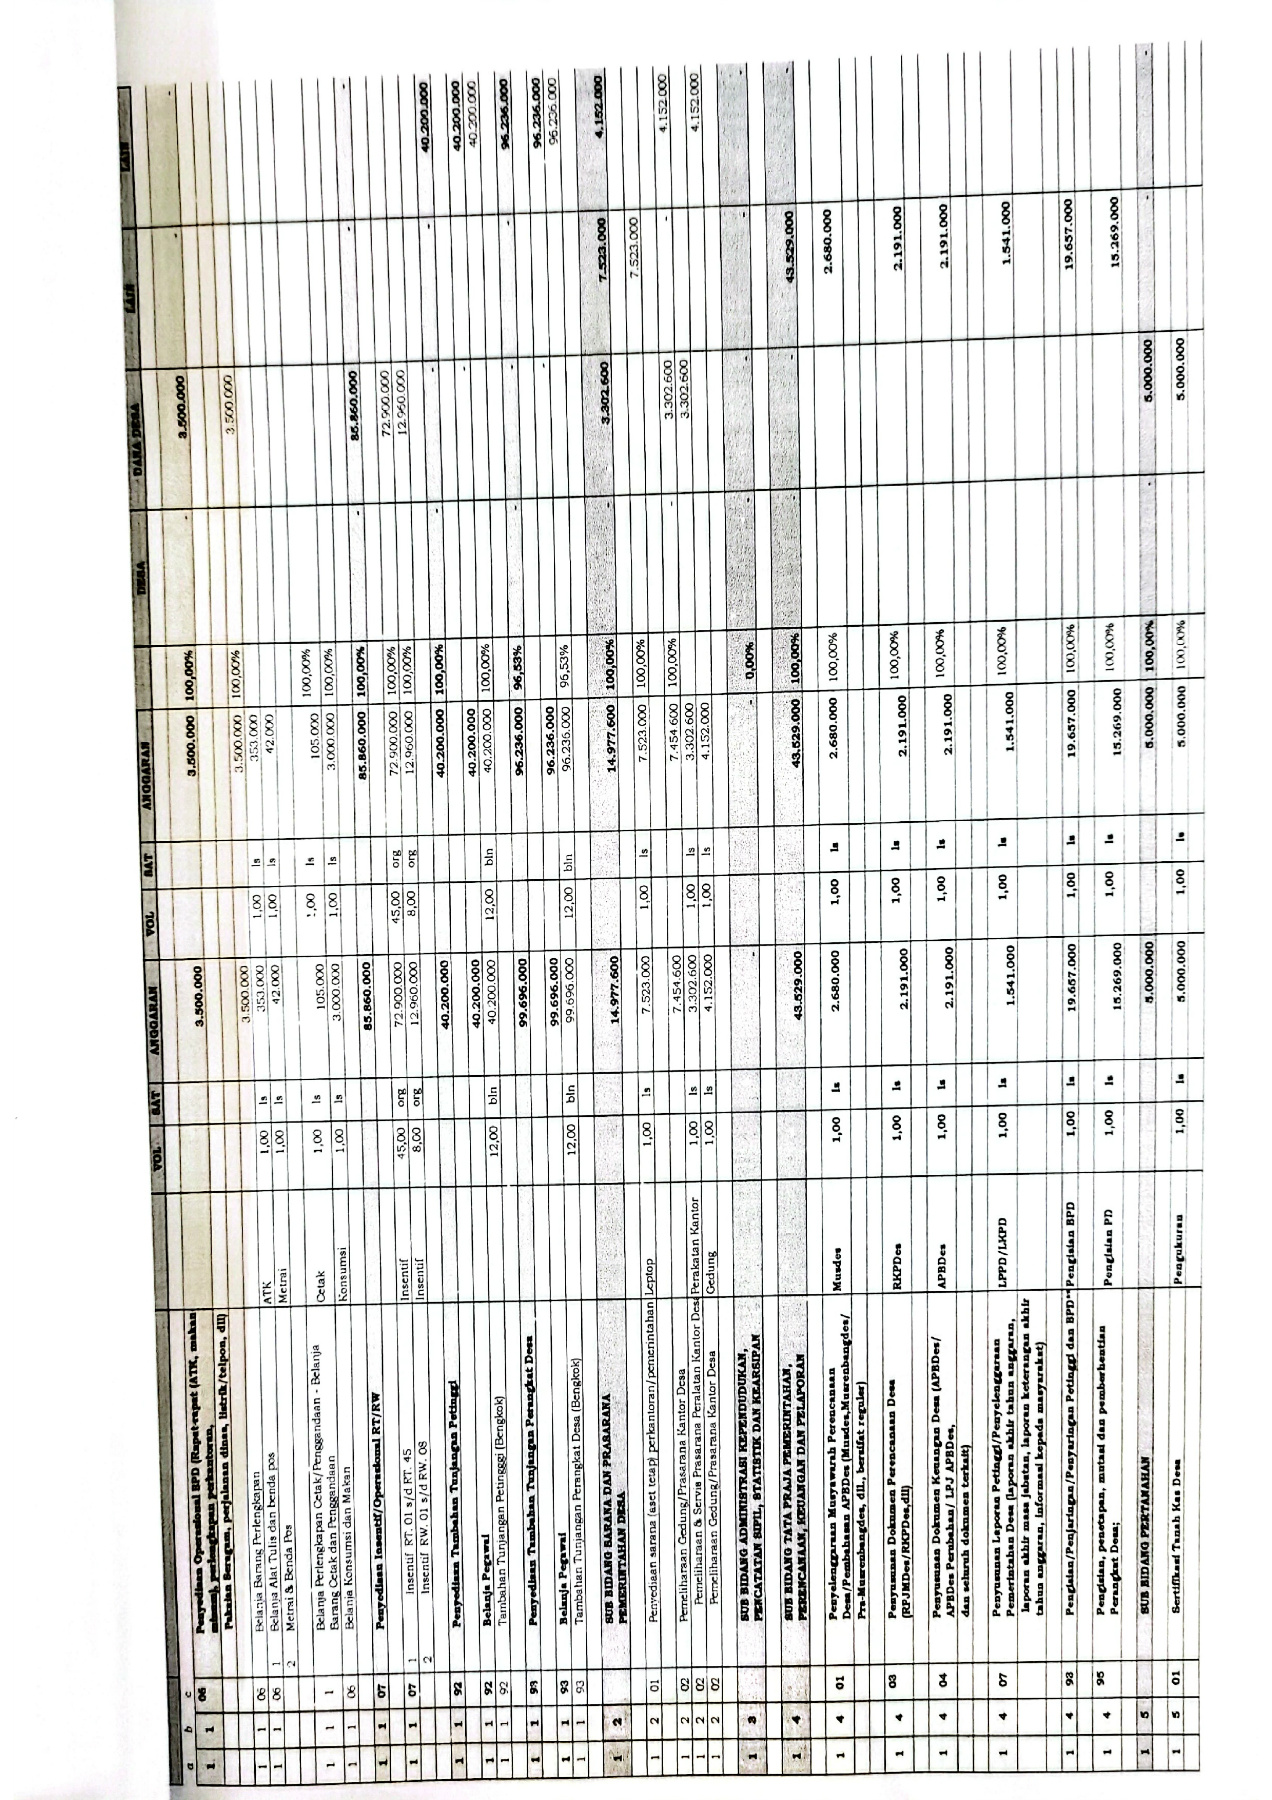 VOL SAT ANGGARAN VOL SAT ANGGARAN DESA DANA DESA LAIN LAIN
a b c
1 1 06 Penyediaan Operasional BPD (Rapat-rapat (ATK, makan 3.500.000 3.500.000 100,00% - 3.500.000 - -
minum), perlengkapan perkantoran,
Pakaian Seragam, perjalanan dinas, listrik/telpon, dll)
3.500.000 3.500.000 100,00% 3.500.000
1 1 06 Belanja Barang Perlengkapan 353.000 353.000
1 1 06 1 Belanja Alat Tulis dan benda pos ATK 1,00 ls 42.000 1,00 ls 42.000
2 Metrai & Benda Pos Metrai 1,00 ls 1,00 ls
Belanja Perlengkapan Cetak/Penggandaan - Belanja Cetak 1,00 ls 105.000 1,00 ls 105.000 100,00%
1 1 1 Barang Cetak dan Penggandaan
1 1 06 Belanja Konsumsi dan Makan Konsumsi 1,00 ls 3.000.000 1,00 ls 3.000.000 100,00%
1 1 07 Penyediaan Insentif/Operasional RT/RW 85.860.000 85.860.000 100,00% - 85.860.000 - -
1 1 07 1 Insentif RT. 01 s/d RT. 45 Insentif 45,00 org 72.900.000 45,00 org 72.900.000 100,00% 72.900.000
2 Insentif RW. 01 s/d RW. 08 Insentif 8,00 org 12.960.000 8,00 org 12.960.000 100,00% 12.960.000
1 1 92 Penyediaan Tambahan Tunjangan Petinggi 40.200.000 40.200.000 100,00% - - - 40.200.000
1 1 92 Belanja Pegawai 40.200.000 40.200.000 - 40.200.000
1 1 92 Tambahan Tunjangan Petungggi (Bengkok) 12,00 bln 40.200.000 12,00 bln 40.200.000 100,00% 40.200.000
1 1 93 Penyediaan Tambahan Tunjangan Perangkat Desa 99.696.000 96.236.000 96,53% - - - 96.236.000
1 1 93 Belanja Pegawai 99.696.000 96.236.000 - 96.236.000
1 1 93 Tambahan Tunjangan Perangkat Desa (Bengkok) 12,00 bln 99.696.000 12,00 bln 96.236.000 96,53% 96.236.000
1 2 SUB BIDANG SARANA DAN PRASARANA 14.977.600 14.977.600 100,00% - 3.302.600 7.523.000 4.152.000
PEMERINTAHAN DESA
1 2 01 Penyediaan sarana (aset tetap) perkantoran/pemerintahan Leptop 1,00 ls 7.523.000 1,00 ls 7.523.000 100,00% 7.523.000
1 2 02 Pemeliharaan Gedung/Prasarana Kantor Desa 7.454.600 7.454.600 100,00% - 3.302.600 - 4.152.000
1 2 02 Pemeliharaan & Servis Prasarana Peralatan Kantor Desa Perakatan Kantor 1,00 ls 3.302.600 1,00 ls 3.302.600 3.302.600
1 2 02 Pemeliharaan Gedung/Prasarana Kantor Desa Gedung 1,00 ls 4.152.000 1,00 ls 4.152.000 4.152.000
1 3 SUB BIDANG ADMINISTRASI KEPENDUDUKAN, - - 0,00% - - - -
PENCATATAN SIPIL, STATISTIK DAN KEARSIPAN
1 4 SUB BIDANG TATA PRAJA PEMERINTAHAN, 43.529.000 43.529.000 100,00% - - 43.529.000 -
PERENCANAAN, KEUANGAN DAN PELAPORAN
1 4 01 Penyelenggaraan Musyawarah Perencanaan Musdes 1,00 ls 2.680.000 1,00 ls 2.680.000 100,00% 2.680.000
Desa/Pembahasan APBDes (Musdes,Musrenbangdes/
Pra-Musrenbangdes, dll., bersifat reguler)
1 4 03 Penyusunan Dokumen Perencanaan Desa RKPDes 1,00 ls 2.191.000 1,00 ls 2.191.000 100,00% 2.191.000
(RPJMDes/RKPDes,dll)
1 4 04 Penyusunan Dokumen Keuangan Desa (APBDes/ APBDes 1,00 ls 2.191.000 1,00 ls 2.191.000 100,00% 2.191.000
APBDes Perubahan/ LPJ APBDes,
dan seluruh dokumen terkait)
1 4 07 Penyusunan Laporan Petinggi/Penyelenggaraan LPPD/LKPD 1,00 ls 1.541.000 1,00 ls 1.541.000 100,00% 1.541.000
Pemerintahan Desa (laporan akhir tahun anggaran,
laporan akhir masa jabatan, laporan keterangan akhir
tahun anggaran, informasi kepada masyarakat)
1 4 93 Pengisian/Penjaringan/Penyaringan Petinggi dan BPD** Pengisian BPD 1,00 ls 19.657.000 1,00 ls 19.657.000 100,00% 19.657.000
1 4 95 Pengisian, penetapan, mutasi dan pemberhentian Pengisian PD 1,00 ls 15.269.000 1,00 ls 15.269.000 100,00% 15.269.000
Perangkat Desa;
1 5 SUB BIDANG PERTANAHAN 5.000.000 5.000.000 100,00% - 5.000.000 - -
1 5 01 Sertifikasi Tanah Kas Desa Pengukuran 1,00 ls 5.000.000 1,00 ls 5.000.000 100,00% 5.000.000